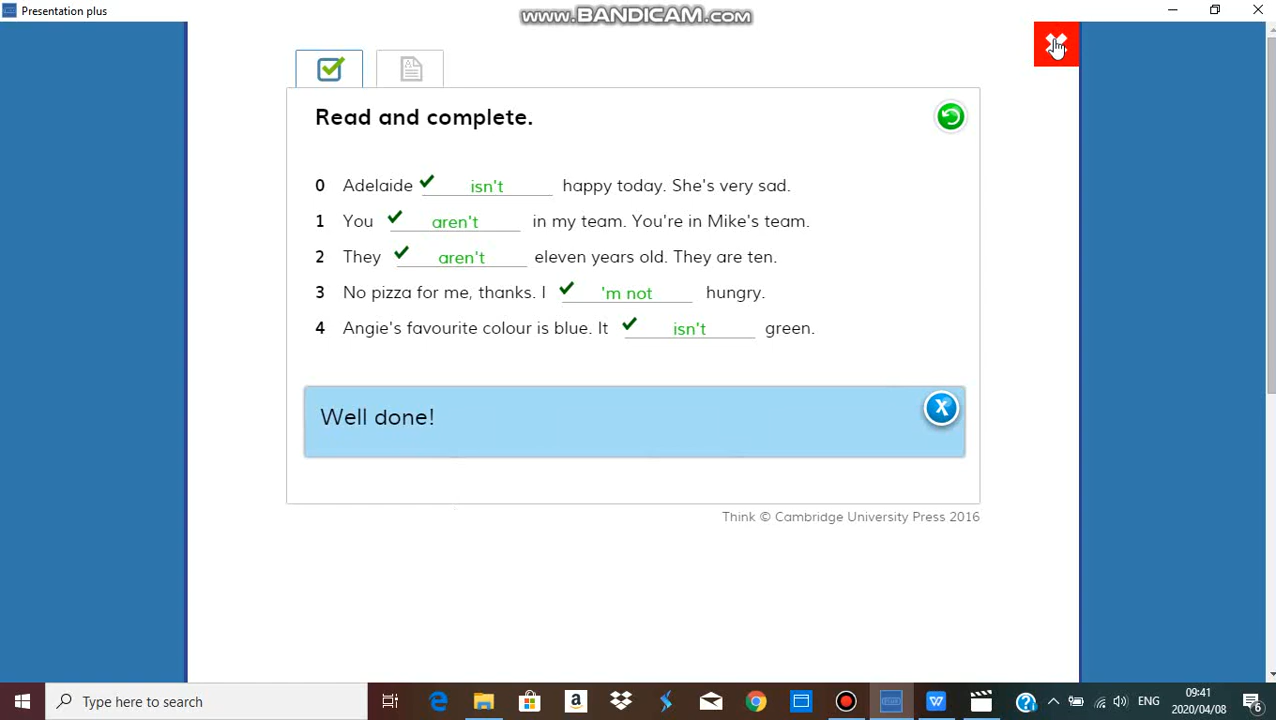 Presentation plus
www.BANDICAM.com
Read and complete.
0 Adelaide isn't happy today. She's very sad.
1 You aren't in my team. You're in Mike's team.
2 They aren't eleven years old. They are ten.
3 No pizza for me, thanks. I 'm not hungry.
4 Angie's favourite colour is blue. It isn't green.
Well done!
X
Think © Cambridge University Press 2016
Type here to search
ENG
09:41
2020/04/08
6